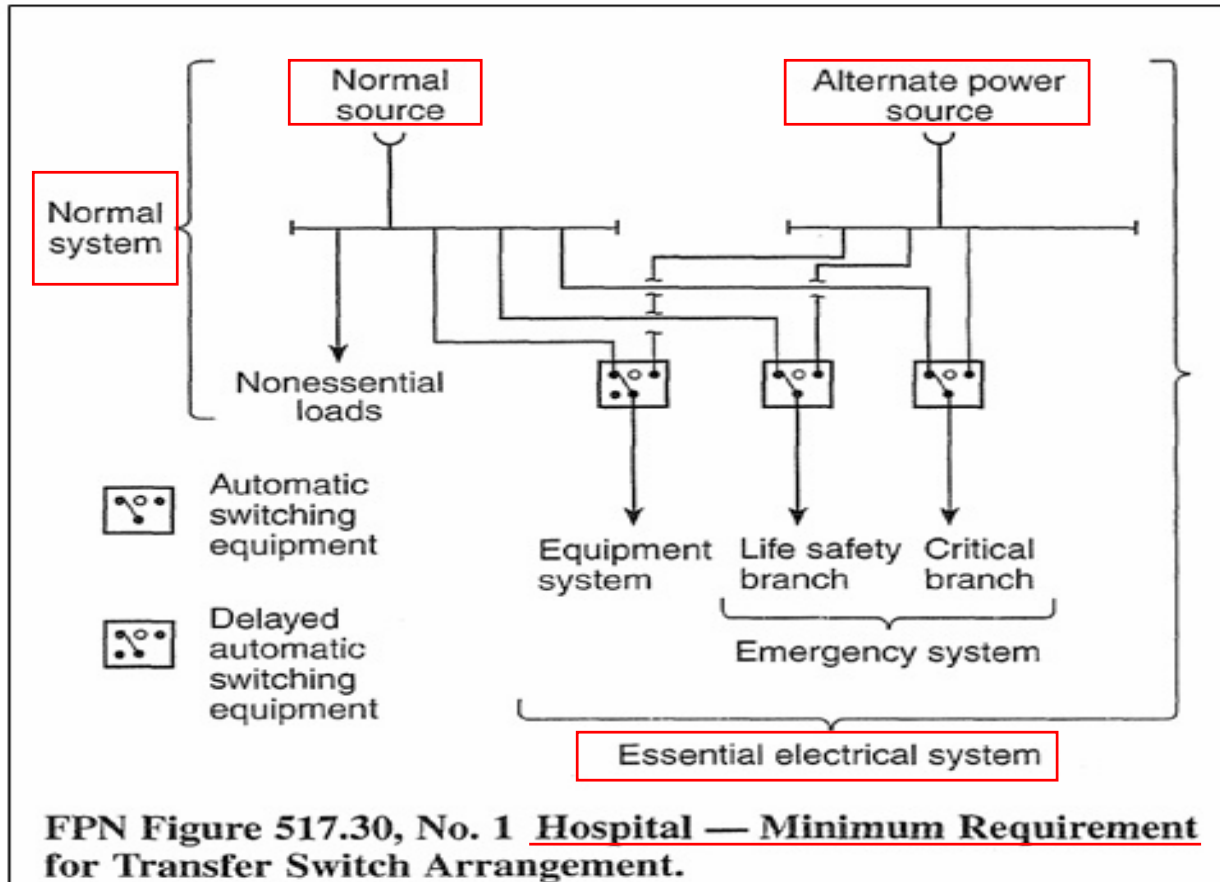 Normal
source
Alternate power
source
Normal
system
Nonessential
loads
Automatic
switching
equipment
Equipment
system
Life safety
branch
Critical
branch
Delayed
automatic
switching
equipment
Emergency system
Essential electrical system
FPN Figure 517.30, No. 1 Hospital — Minimum Requirement
for Transfer Switch Arrangement.